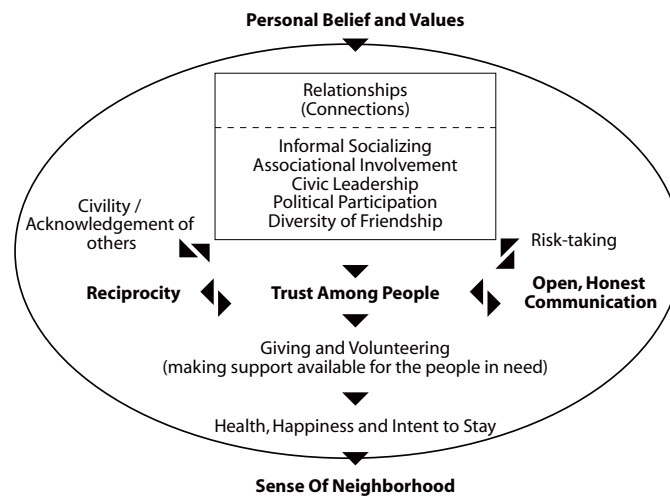 Personal Belief and Values
Relationships
(Connections)
Informal Socializing
Associational Involvement
Civic Leadership
Political Participation
Diversity of Friendship
Civility /
Acknowledgement of
others
Risk-taking
Reciprocity
Trust Among People
Open, Honest
Communication
Giving and Volunteering
(making support available for the people in need)
Health, Happiness and Intent to Stay
Sense Of Neighborhood